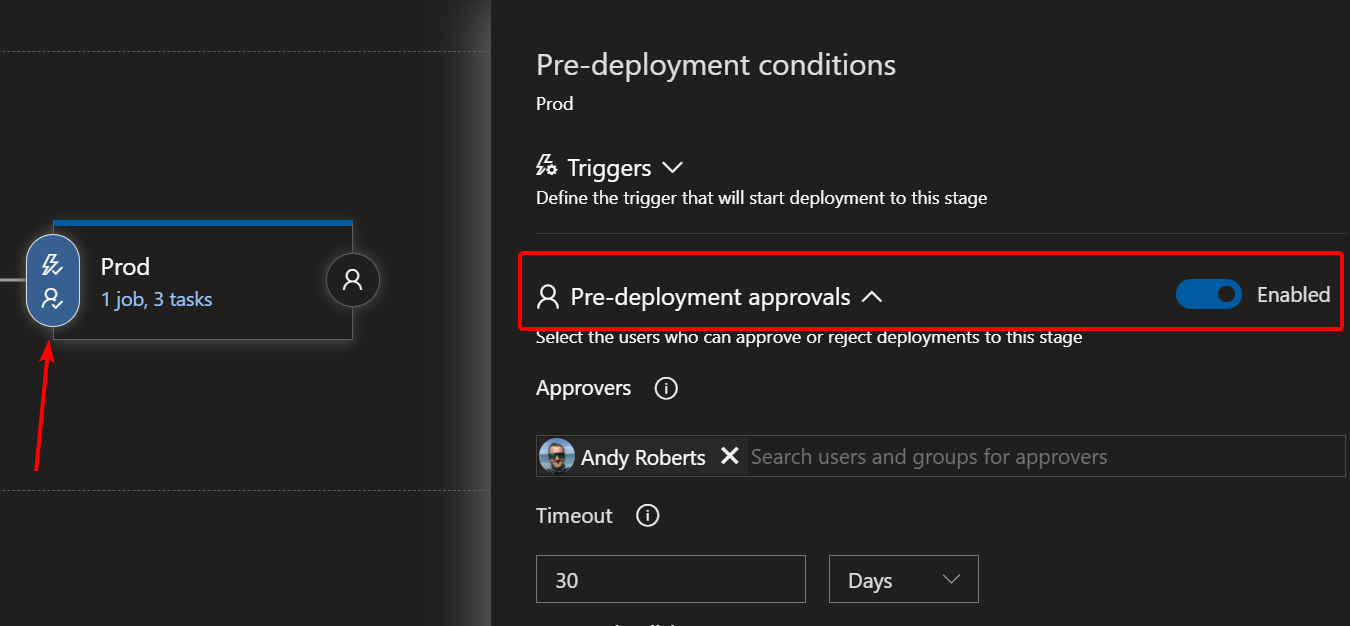 Pre-deployment conditions
Prod
Triggers
Define the trigger that will start deployment to this stage
Prod
1 job, 3 tasks
Pre-deployment approvals
Enabled
Select the users who can approve or reject deployments to this stage
Approvers
Andy Roberts
Search users and groups for approvers
Timeout
30
Days